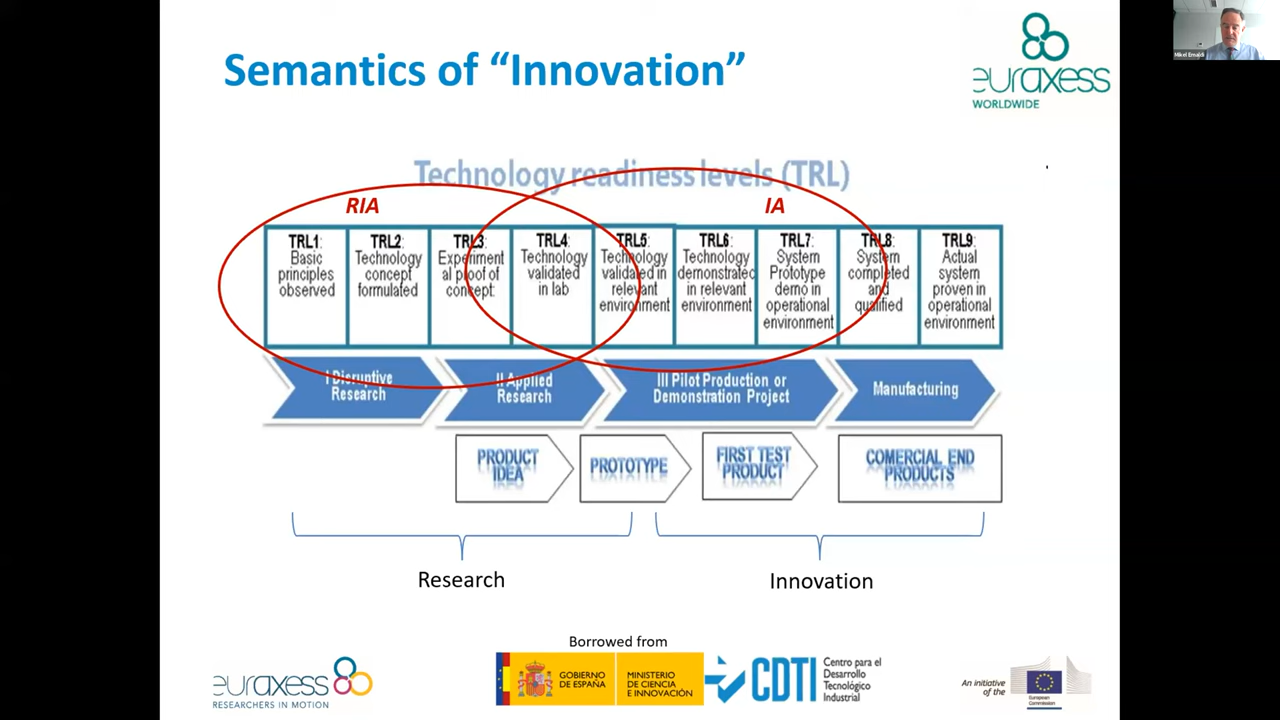 Semantics of “Innovation”
euraxess
WORLDWIDE
Mikel Emaldi
Technology readiness levels (TRL)
RIA
IA
TRL1:
Basic
principles
observed
TRL2:
Technology
concept
formulated
TRL3:
Experiment
al proof of
concept:
TRL4:
Technology
validated
in lab
TRL5:
Technology
validated in
relevant
environment
TRL6:
Technology
demonstrated
in relevant
environment
TRL7:
System
Prototype
demo in
operational
environment
TRL8:
System
completed
and
qualified
TRL9:
Actual
system
proven in
operational
environment
I Disruptive
Research
II Applied
Research
III Pilot Production or
Demonstration Project
Manufacturing
PRODUCT
IDEA
PROTOTYPE
FIRST TEST
PRODUCT
COMERCIAL END
PRODUCTS
Research
Innovation
Borrowed from
euraxess
RESEARCHERS IN MOTION
GOBIERNO
DE ESPAÑA
MINISTERIO
DE CIENCIA
E INNOVACIÓN
CDTI
Centro para el
Desarrollo
Tecnológico
Industrial
An initiative
of the
European
Commission